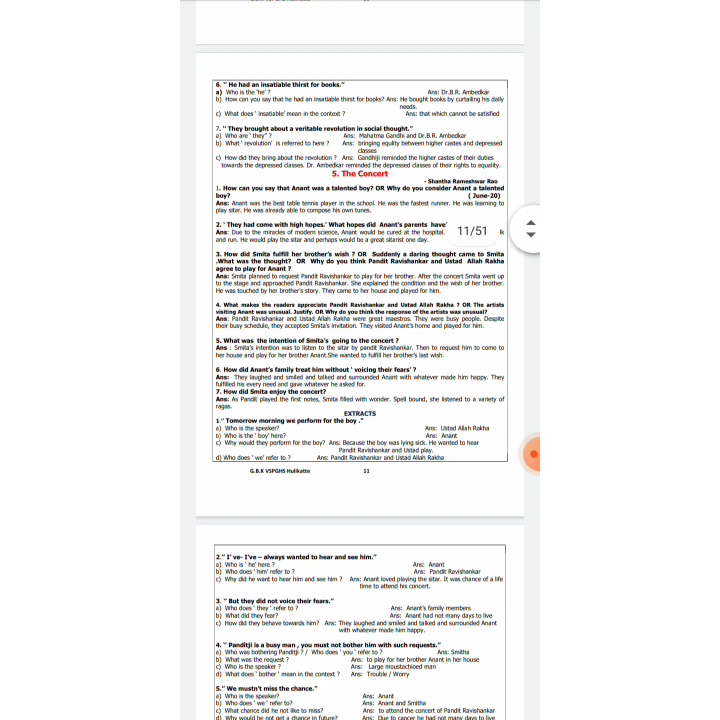 6. " He had an insatiable thirst for books."
a) Who is the 'he' ? Ans: Dr.B.R. Ambedkar
b) How can you say that he had an insatiable thirst for books? Ans: He bought books by curtailing his daily
needs.
c) What does ' insatiable' mean in the context ? Ans: that which cannot be satisfied
7. " They brought about a veritable revolution in social thought."
a) Who are ' they" ? Ans: Mahatma Gandhi and Dr.B.R. Ambedkar
b) What ' revolution' is referred to here ? Ans: bringing equlity between higher castes and depressed
classes
c) How did they bring about the revolution ? Ans: Gandhiji reminded the higher castes of their duties
towards the depressed classes. Dr. Ambedkar reminded the depressed classes of their rights to equality.
5. The Concert
- Shantha Rameshwar Rao
1. How can you say that Anant was a talented boy? OR Why do you consider Anant a talented
boy? ( June-20)
Ans: Anant was the best table tennis player in the school. He was the fastest runner. He was learning to
play sitar. He was already able to compose his own tunes.
2. ' They had come with high hopes.' What hopes did Anant's parents have'
Ans: Due to the miracles of modern science, Anant would be cured at the hospital. lk
and run. He would play the sitar and perhaps would be a great sitarist one day.
11/51
3. How did Smita fulfill her brother's wish ? OR Suddenly a daring thought came to Smita
.What was the thought? OR Why do you think Pandit Ravishankar and Ustad Allah Rakha
agree to play for Anant ?
Ans: Smita planned to request Pandit Ravishankar to play for her brother. After the concert Smita went up
to the stage and approached Pandit Ravishankar. She explained the condition and the wish of her brother.
He was touched by her brother's story. They came to her house and played for him.
4. What makes the readers appreciate Pandit Ravishankar and Ustad Allah Rakha ? OR The artists
visiting Anant was unusual. Justify. OR Why do you think the response of the artists was unusual?
Ans: Pandit Ravishankar and Ustad Allah Rakha were great maestros. They were busy people. Despite
their busy schedule, they accepted Smita's invitation. They visited Anant's home and played for him.
5. What was the intention of Smita's going to the concert ?
Ans : Smita's intention was to listen to the sitar by pandit Ravishankar. Then to request him to come to
her house and play for her brother Anant.She wanted to fulfill her brother's last wish.
6. How did Anant's family treat him without ' voicing their fears' ?
Ans: They laughed and smiled and talked and surrounded Anant with whatever made him happy. They
fulfilled his every need and gave whatever he asked for.
7. How did Smita enjoy the concert?
Ans: As Pandit played the first notes, Smita filled with wonder. Spell bound, she listened to a variety of
ragas.
EXTRACTS
1." Tomorrow morning we perform for the boy ."
a) Who is the speaker? Ans: Ustad Allah Rakha
b) Who is the ' boy' here? Ans: Anant
c) Why would they perform for the boy? Ans: Because the boy was lying sick. He wanted to hear
Pandit Ravishankar and Ustad play.
d) Who does ' we' refer to ? Ans: Pandit Ravishankar and Ustad Allah Rakha
G.B.K VSPGHS Hulikatte 11
2." I' ve- I've – always wanted to hear and see him."
a) Who is ' he' here ? Ans: Anant
b) Who does ' him' refer to ? Ans: Pandit Ravishankar
c) Why did he want to hear him and see him ? Ans: Anant loved playing the sitar. It was chance of a life
time to attend his concert.
3. " But they did not voice their fears."
a) Who does ' they ' refer to ? Ans: Anant's family members
b) What did they fear? Ans: Anant had not many days to live
c) How did they behave towards him? Ans: They laughed and smiled and talked and surrounded Anant
with whatever made him happy.
4. " Panditji is a busy man , you must not bother him with such requests."
a) Who was bothering Panditji ? / Who does ' you ' refer to ? Ans: Smitha
b) What was the request ? Ans: to play for her brother Anant in her house
c) Who is the speaker ? Ans: Large moustachioed man
d) What does ' bother ' mean in the context ? Ans: Trouble / Worry
5." We mustn't miss the chance."
a) Who is the speaker? Ans: Anant
b) Who does ' we ' refer to? Ans: Anant and Smitha
c) What chance did he not like to miss? Ans: to attend the concert of Pandit Ravishankar
d) Why would he not get a chance in future? Ans: Due to cancer he had not many days to live